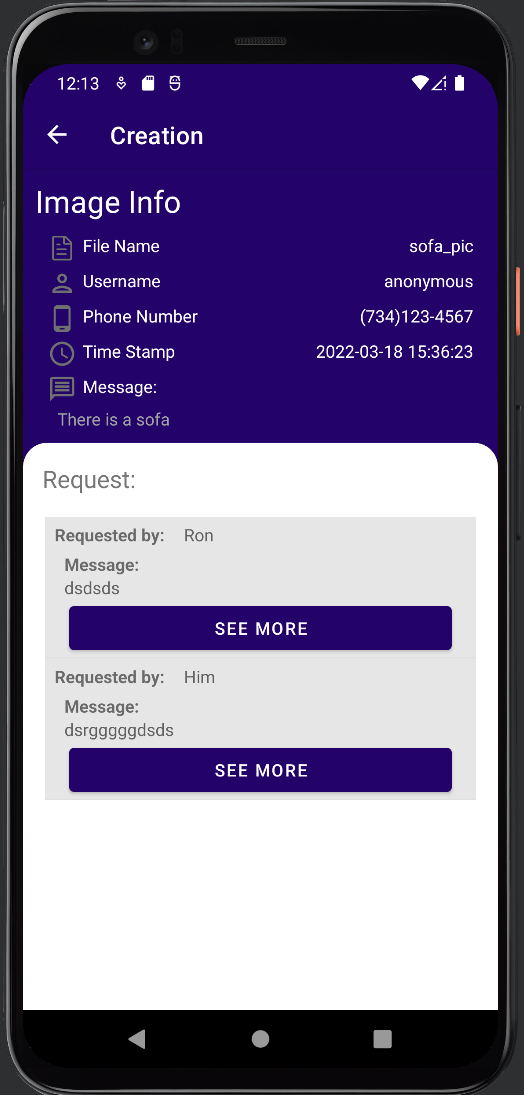 12:13
Creation
Image Info
File Name sofa_pic
Username anonymous
Phone Number (734)123-4567
Time Stamp 2022-03-18 15:36:23
Message:
There is a sofa
Request:
Requested by: Ron
Message:
dsdsds
SEE MORE
Requested by: Him
Message:
dsrgggggdsds
SEE MORE